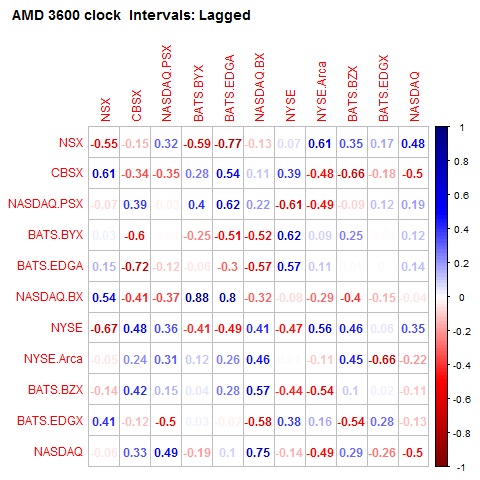 AMD 3600 clock Intervals: Lagged
NSX CBSX NASDAQ.PSX BATS.BYX BATS.EDGA NASDAQ.BX NYSE NYSE.Arca BATS.BZX BATS.EDGX NASDAQ
NSX -0.55 -0.15 0.32 -0.59 -0.77 -0.13 0.07 0.61 0.35 0.17 0.48
CBSX 0.61 -0.34 -0.35 0.28 0.54 0.11 0.39 -0.48 -0.66 -0.18 -0.5
NASDAQ.PSX -0.07 0.39 -0.03 0.4 0.62 0.22 -0.61 -0.49 -0.09 0.12 0.19
BATS.BYX 0.03 -0.6 -0.25 -0.51 -0.52 0.62 0.09 0.25 0.12
BATS.EDGA 0.15 -0.72 -0.12 -0.06 -0.3 -0.57 0.57 0.11 0.14
NASDAQ.BX 0.54 -0.41 -0.37 0.88 0.8 -0.32 -0.08 -0.29 -0.4 -0.15 -0.04
NYSE -0.67 0.48 0.36 -0.41 -0.49 0.41 -0.47 0.56 0.46 0.06 0.35
NYSE.Arca -0.05 0.24 0.31 0.12 0.26 0.46 -0.11 0.45 -0.66 -0.22
BATS.BZX -0.14 0.42 0.15 0.04 0.28 0.57 -0.44 -0.54 0.1 0.02 -0.11
BATS.EDGX 0.41 -0.12 -0.5 0.03 -0.02 -0.58 0.38 0.16 -0.54 0.28 -0.13
NASDAQ -0.06 0.33 0.49 -0.19 0.1 0.75 -0.14 -0.49 0.29 -0.26 -0.5
1
0.8
0.6
0.4
0.2
0
-0.2
-0.4
-0.6
-0.8
-1